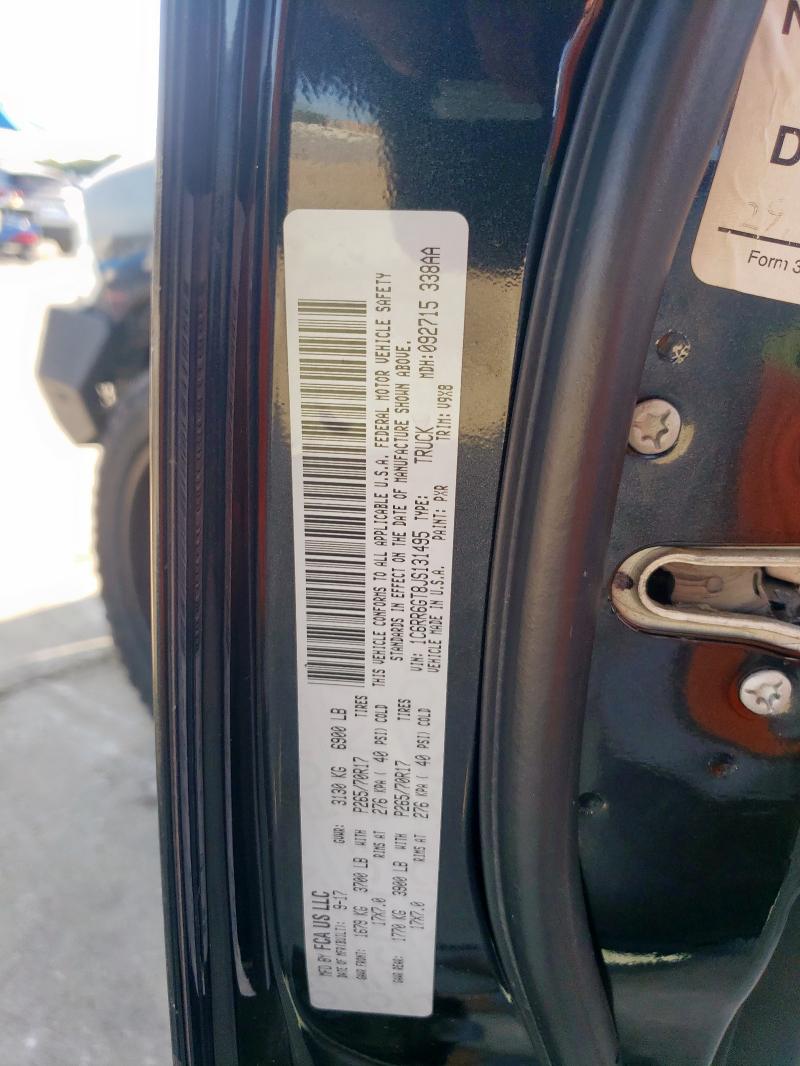 MFD BY FCA US LLC
DATE OF MFR(BUILT): 9-17 GVWR: 3130 KG 6900 LB
GAWR FRONT: 1679 KG 3700 LB WITH P265/70R17 TIRES
17X7.0 RIMS AT 276 KPA ( 40 PSI) COLD
GAWR REAR: 1770 KG 3900 LB WITH P265/70R17 TIRES
17X7.0 RIMS AT 276 KPA ( 40 PSI) COLD
THIS VEHICLE CONFORMS TO ALL APPLICABLE U.S.A. FEDERAL MOTOR VEHICLE SAFETY
STANDARDS IN EFFECT ON THE DATE OF MANUFACTURE SHOWN ABOVE.
VIN: 1C6RR6GT8JS131495 TYPE: TRUCK MDH:092715 338AA
VEHICLE MADE IN U.S.A. PAINT: PXR TRIM: V9X8
N
D
Form 3